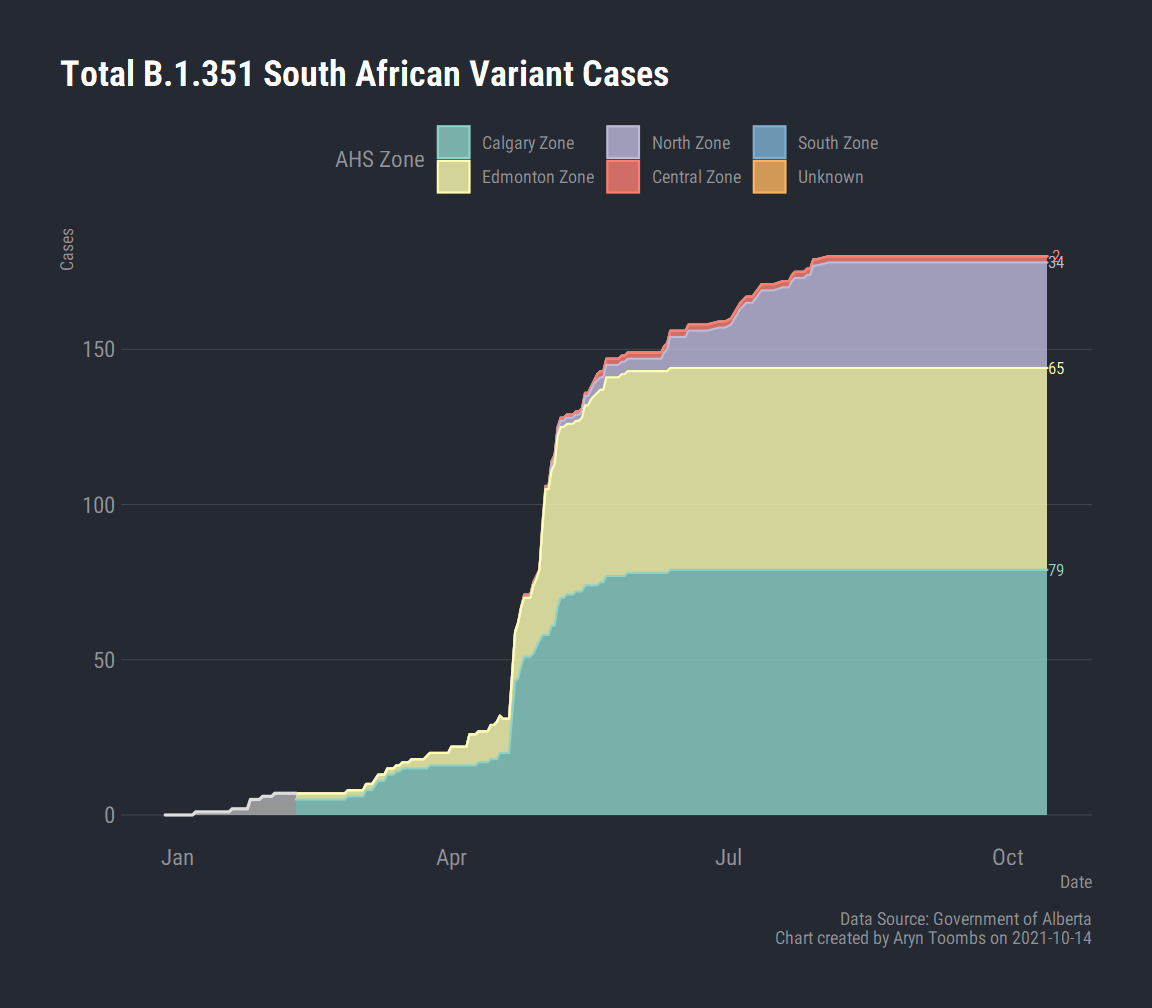 Total B.1.351 South African Variant Cases
AHS Zone
Calgary Zone
North Zone
South Zone
Edmonton Zone
Central Zone
Unknown
Cases
2
34
150
65
100
79
50
0
Jan
Apr
Jul
Oct
Date
Data Source: Government of Alberta
Chart created by Aryn Toombs on 2021-10-14